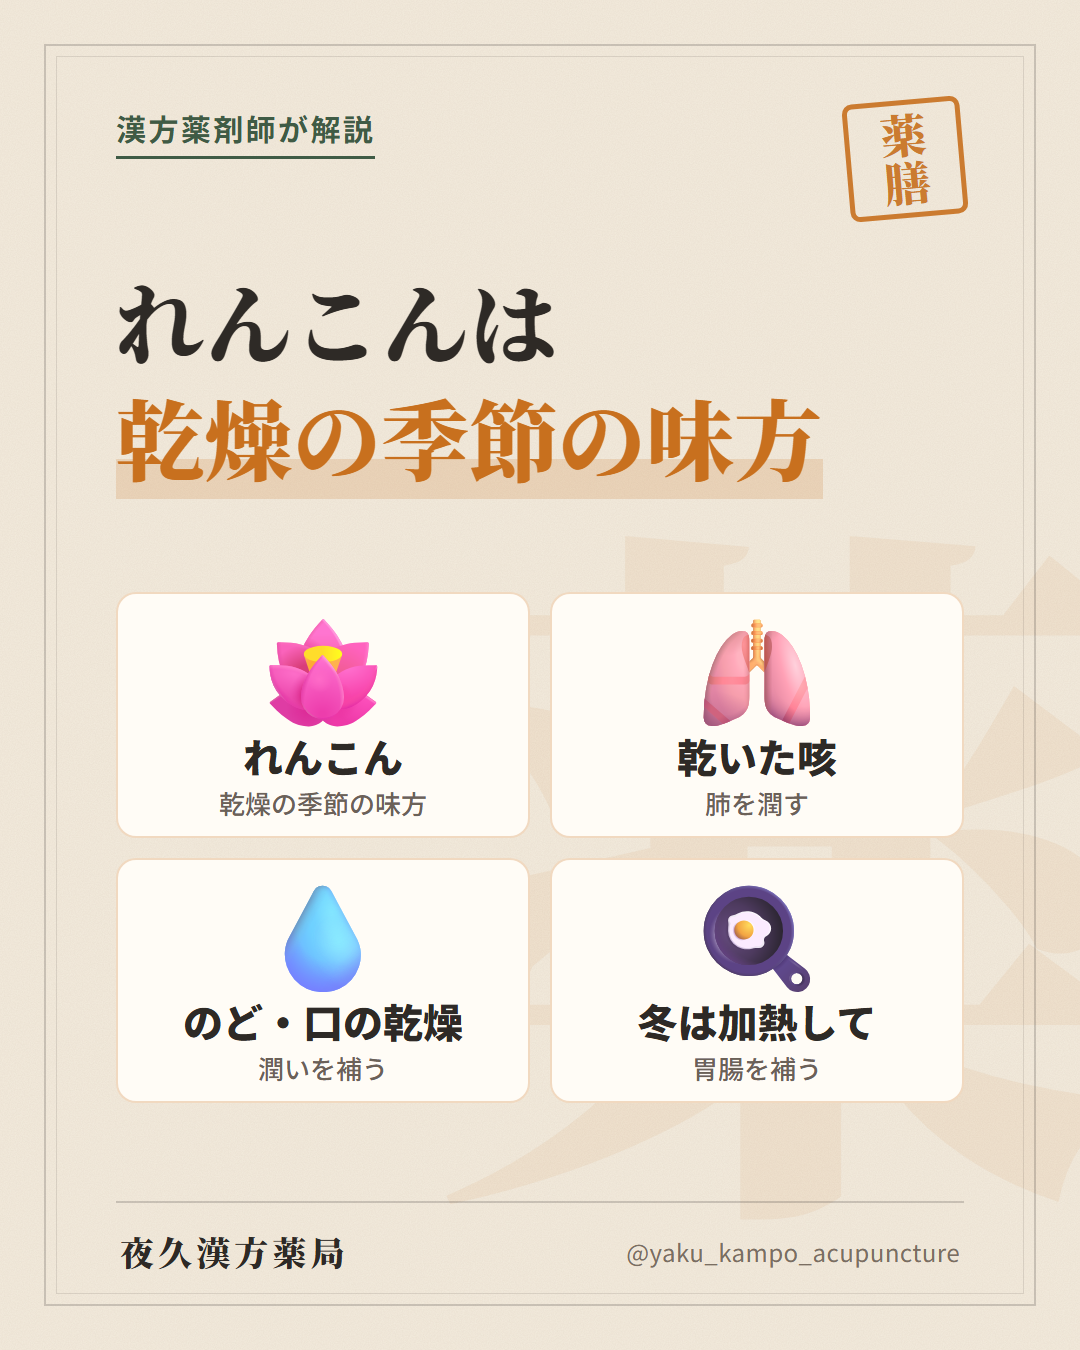 漢方薬剤師が解説
薬膳
れんこんは
乾燥の季節の味方
れんこん
乾燥の季節の味方
乾いた咳
肺を潤す
のど・口の乾燥
潤いを補う
冬は加熱して
胃腸を補う
夜久漢方薬局
@yaku_kampo_acupuncture
薬